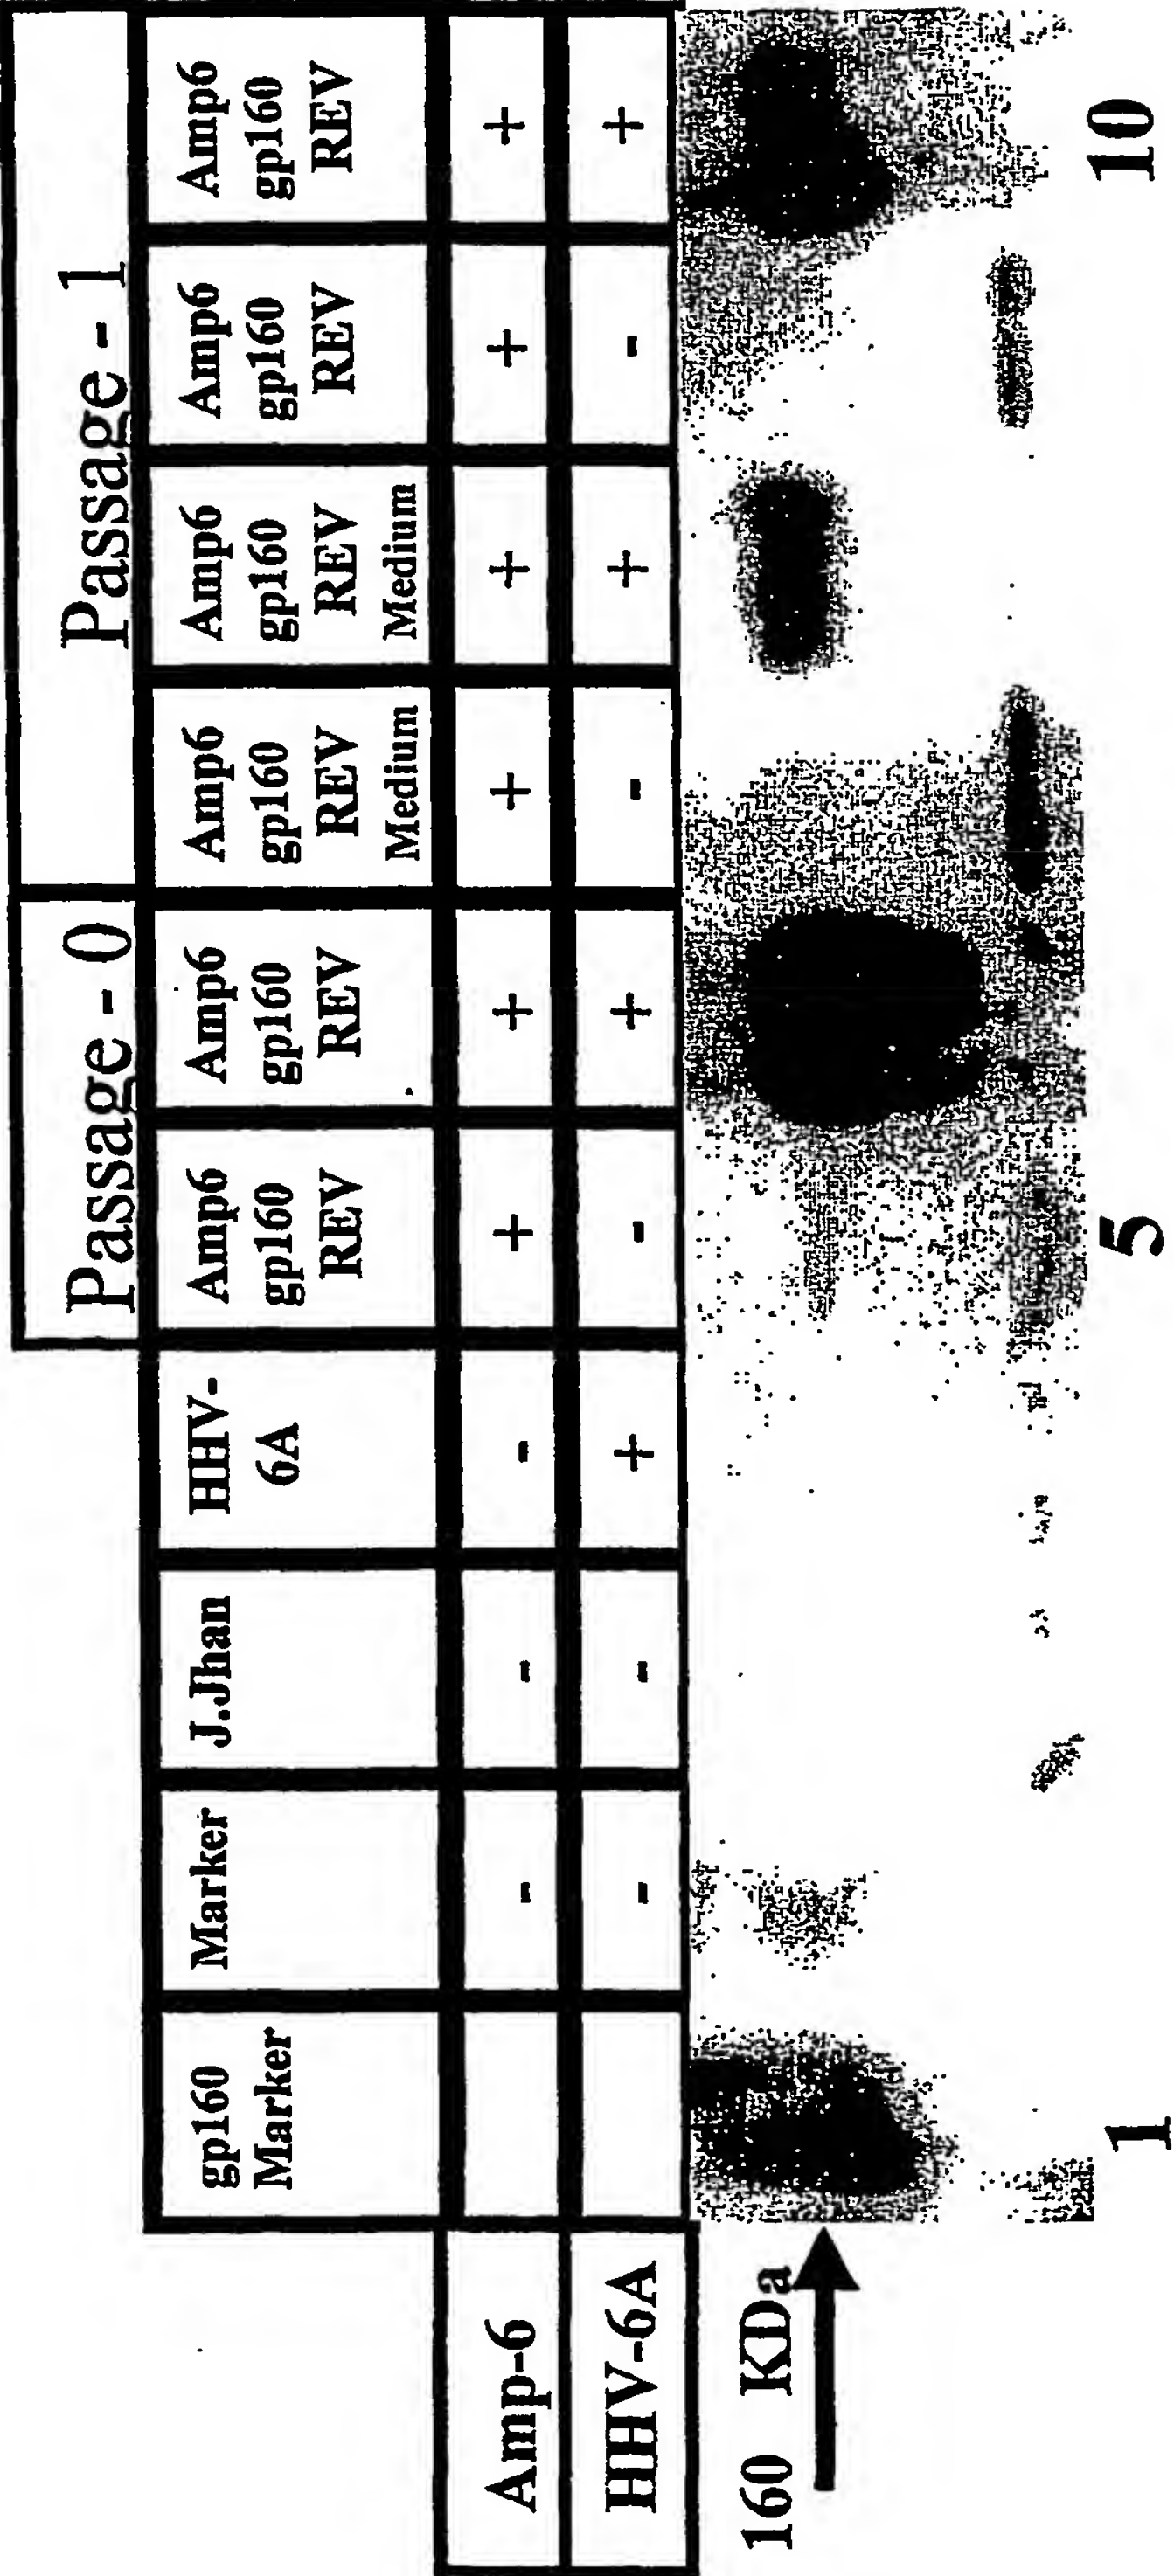 Passage - 0
Passage - 1
gp160
Marker
Marker
J.Jhan
HHV-
6A
Amp6
gp160
REV
Amp6
gp160
REV
Amp6
gp160
REV
Medium
Amp6
gp160
REV
Medium
Amp6
gp160
REV
Amp6
gp160
REV
Amp-6
- - - + + + + + +
HHV-6A
- - + - + - + - +
160 KDa
1
5
10